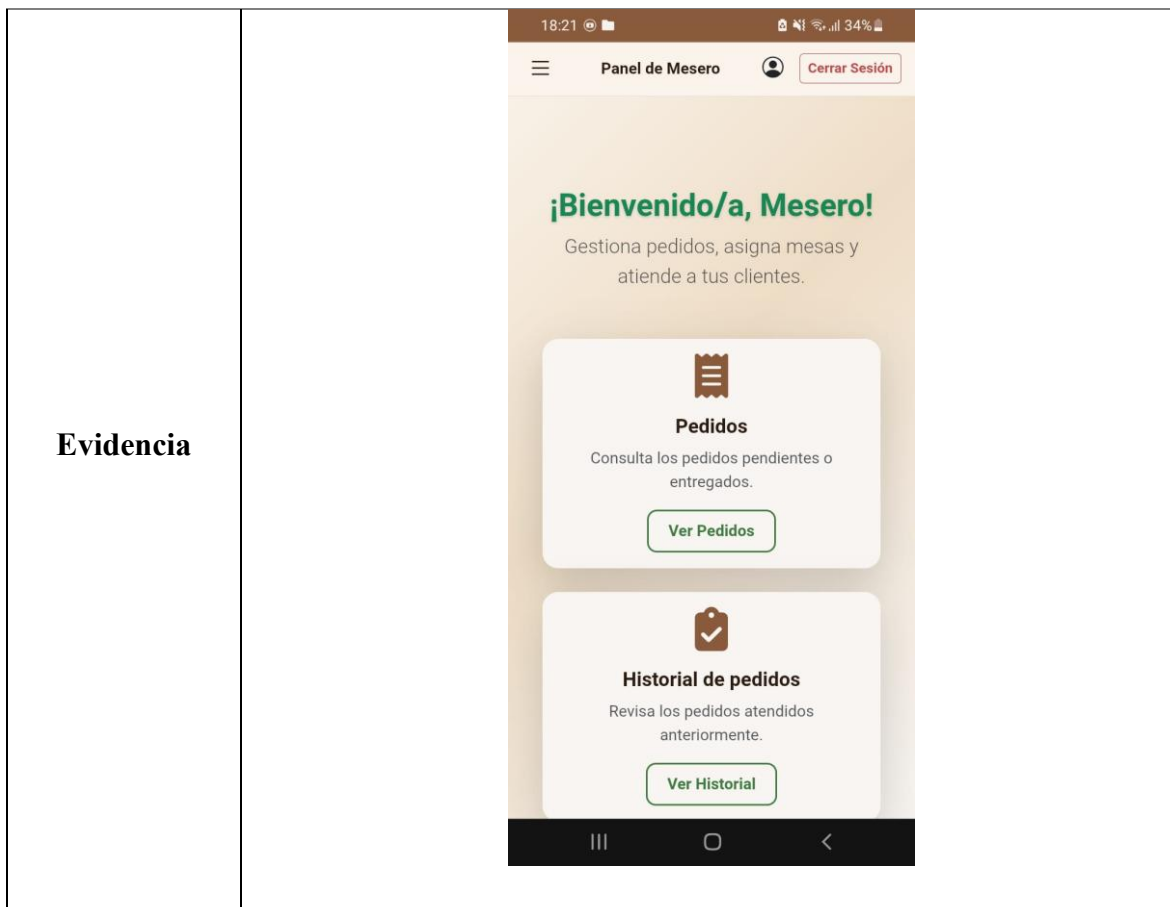 18:21 34%
Panel de Mesero Cerrar Sesión
¡Bienvenido/a, Mesero!
Gestiona pedidos, asigna mesas y
atiende a tus clientes.
Pedidos
Consulta los pedidos pendientes o
entregados.
Ver Pedidos
Evidencia
Historial de pedidos
Revisa los pedidos atendidos
anteriormente.
Ver Historial